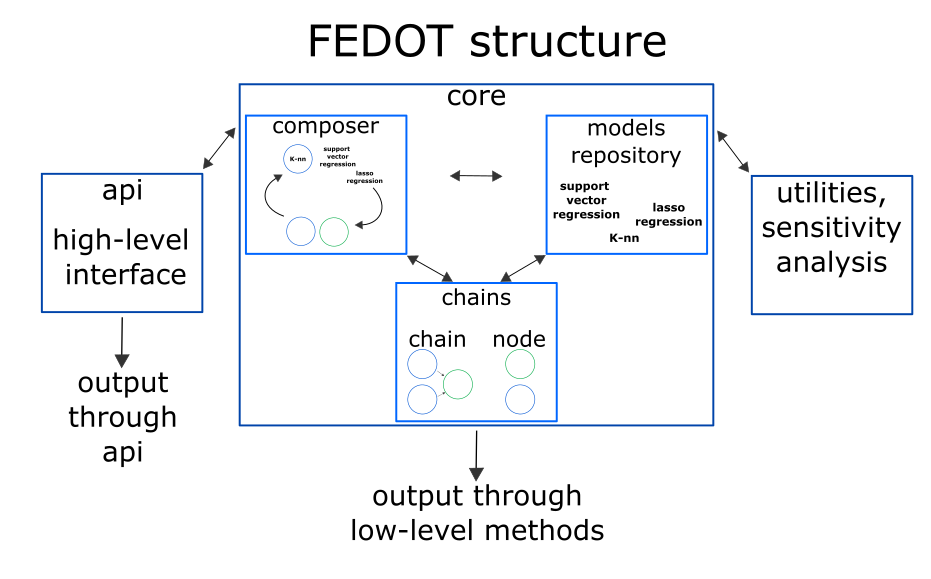 FEDOT structure
core
composer
K-nn
support
vector
regression
lasso
regression
models
repository
support
vector
regression
lasso
regression
K-nn
api
high-level
interface
utilities,
sensitivity
analysis
chains
chain
node
output
through
api
output through
low-level methods